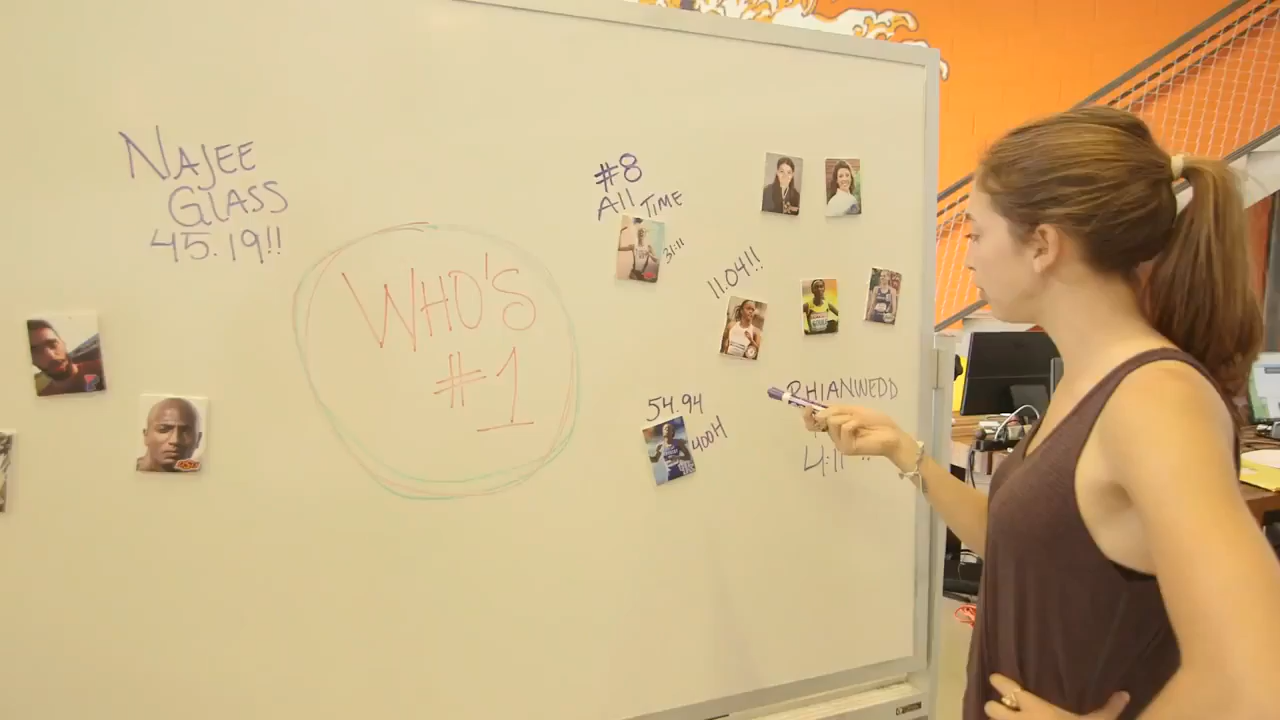 NAJEE
GLASS
45.19!!
WHO'S
#1
#8
All TIME
31:11
11.04!!
54.94
400H
RHIANWEDD
4:11
!!